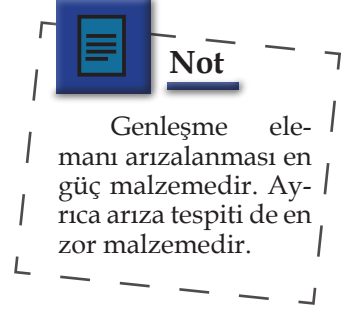 Not
Genleşme ele-
manı arızalanması en
güç malzemedir. Ay-
rıca arıza tespiti de en
zor malzemedir.